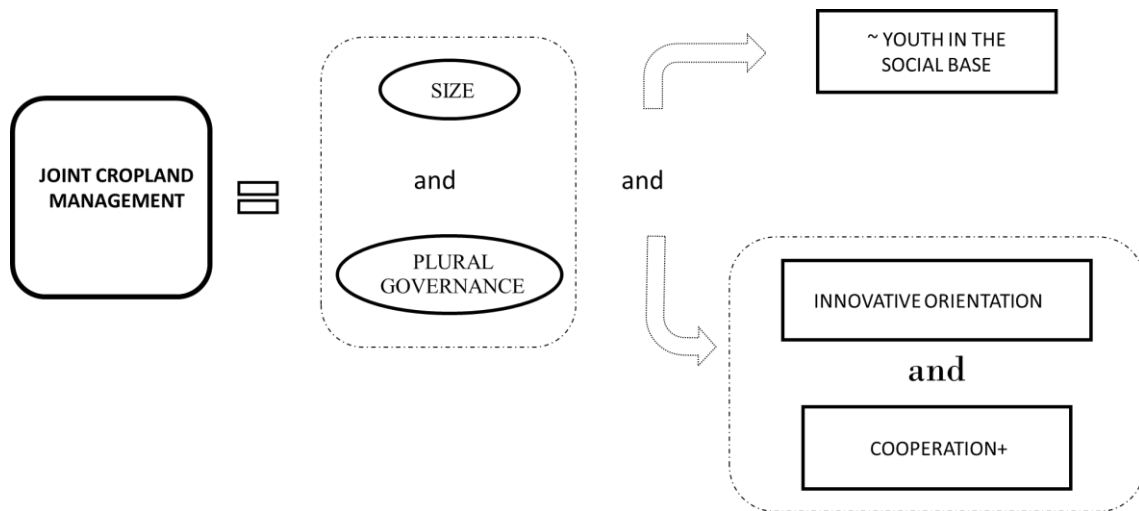 JOINT CROPLAND
MANAGEMENT
SIZE
and
PLURAL
GOVERNANCE
and
~ YOUTH IN THE
SOCIAL BASE
INNOVATIVE ORIENTATION
and
COOPERATION+